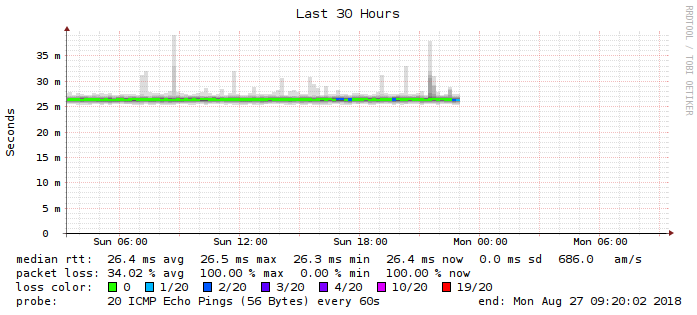 Last 30 Hours
RRDTOOL / TOBI OETIKER
Seconds
35 m
30 m
25 m
20 m
15 m
10 m
5 m
0
Sun 06:00 Sun 12:00 Sun 18:00 Mon 00:00 Mon 06:00
median rtt: 26.4 ms avg 26.5 ms max 26.3 ms min 26.4 ms now 0.0 ms sd 686.0 am/s
packet loss: 34.02 % avg 100.00 % max 0.00 % min 100.00 % now
loss color: 0 1/20 2/20 3/20 4/20 10/20 19/20
probe: 20 ICMP Echo Pings (56 Bytes) every 60s end: Mon Aug 27 09:20:02 2018